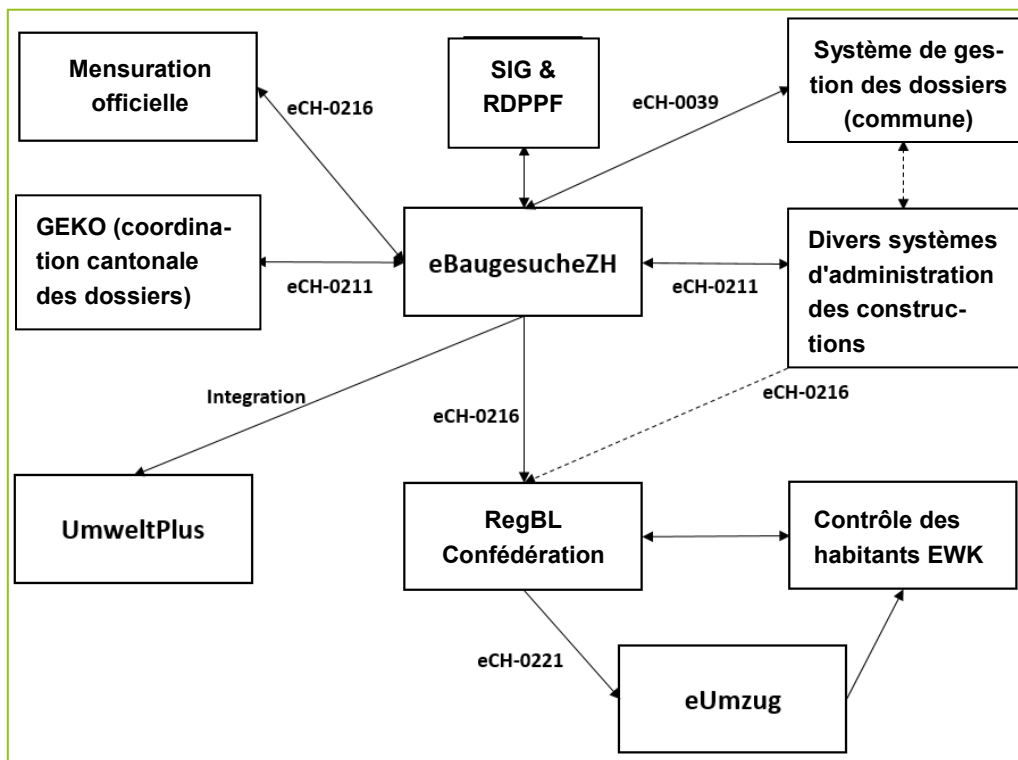 Mensuration
officielle
SIG &
RDPPF
Système de ges-
tion des dossiers
(commune)
eCH-0216
eCH-0039
GEKO (coordina-
tion cantonale
des dossiers)
eCH-0211
eBaugesucheZH
eCH-0211
Divers systèmes
d'administration
des construc-
tions
Integration
eCH-0216
eCH-0216
UmweltPlus
RegBL
Confédération
Contrôle des
habitants EWK
eCH-0221
eUmzug